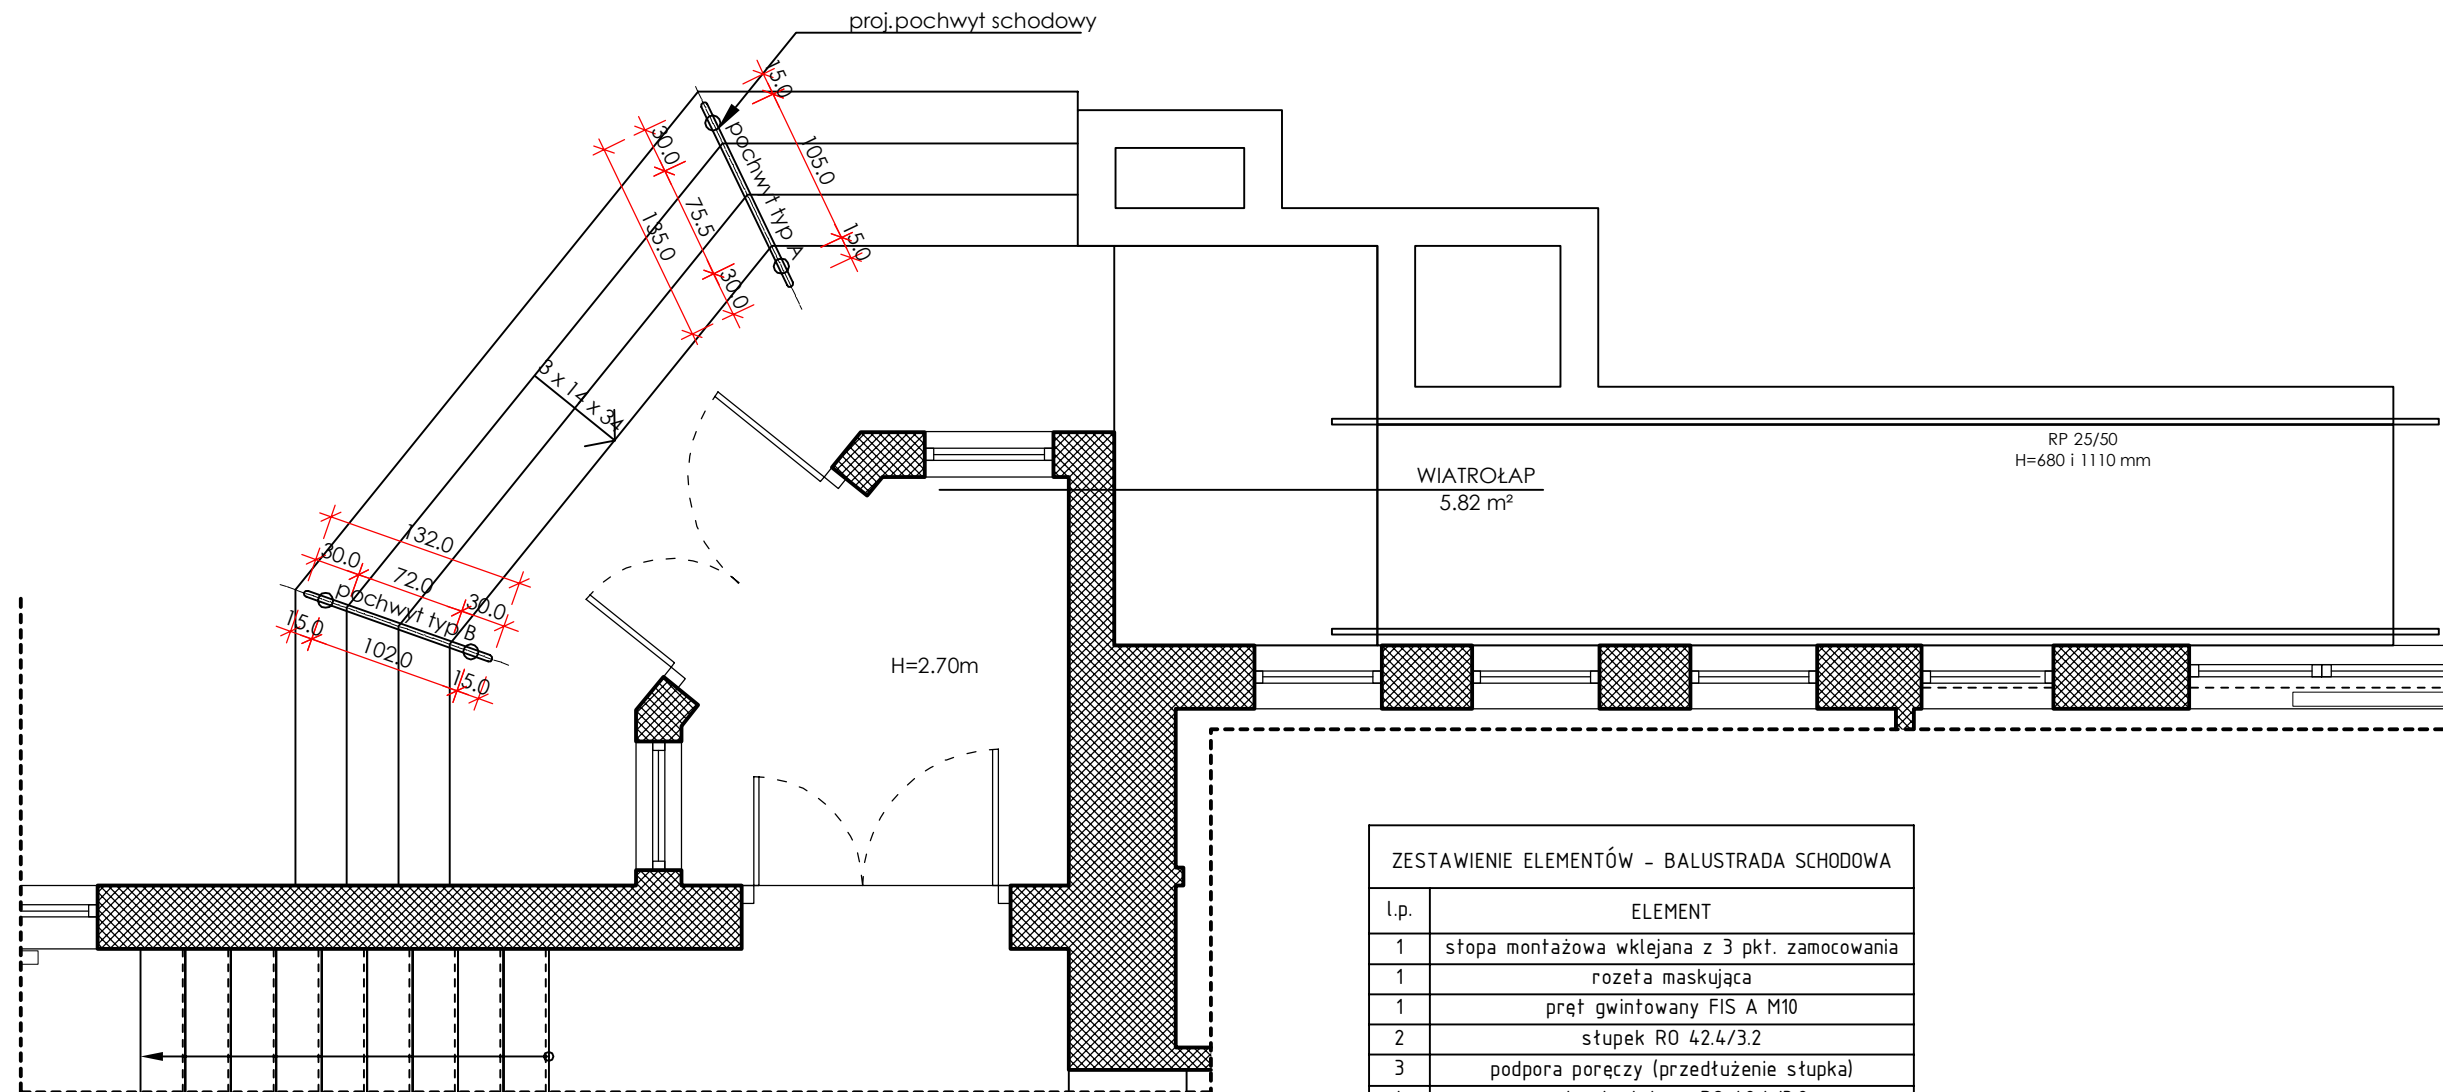 proj.pochwyt schodowy
15.0
105.0
15.0
pochwyt typ A
30.0
75.5
30.0
135.0
3 x 14 x 34
RP 25/50
H=680 i 1110 mm
WIATROŁAP
5.82 m²
132.0
30.0
72.0
30.0
pochwyt typ B
15.0
102.0
15.0
H=2.70m
ZESTAWIENIE ELEMENTÓW - BALUSTRADA SCHODOWA
l.p. ELEMENT
1 stopa montażowa wklejana z 3 pkt. zamocowania
1 rozeta maskująca
1 pręt gwintowany FIS A M10
2 słupek RO 42.4/3.2
3 podpora poręczy (przedłużenie słupka)